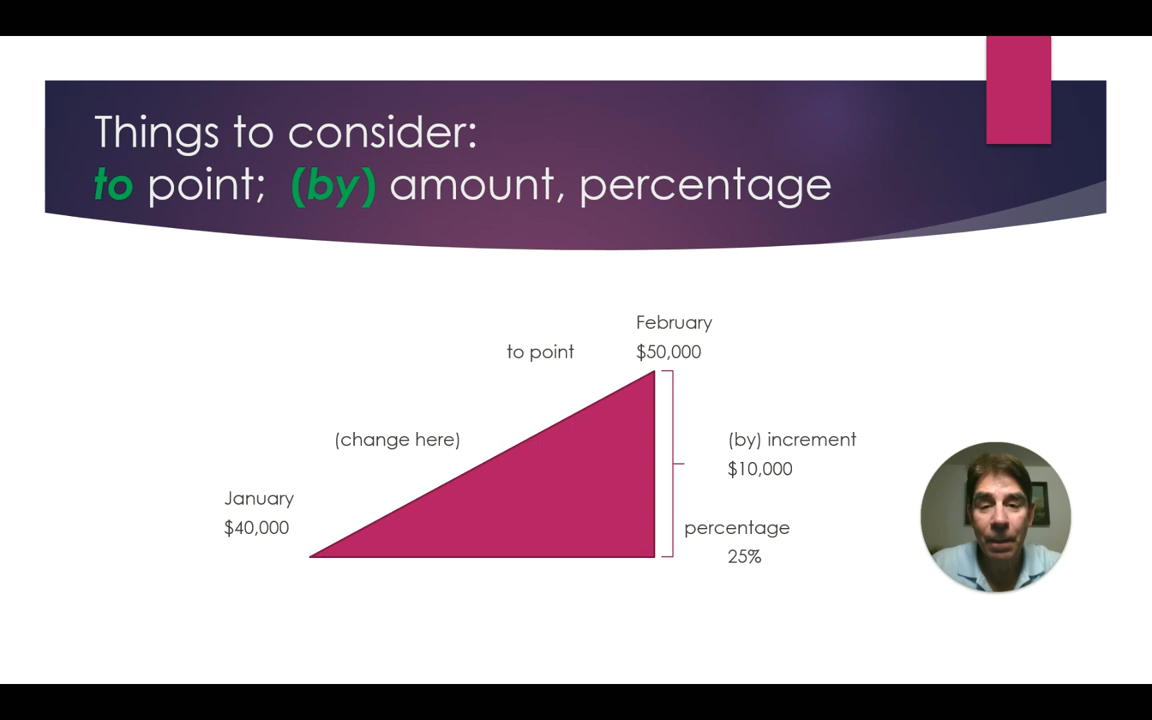 Things to consider:
to point; (by) amount, percentage
February
to point $50,000
(change here) (by) increment
$10,000
January
$40,000 percentage
25%